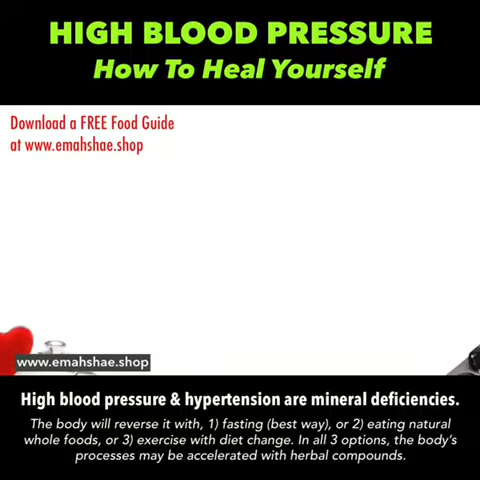 HIGH BLOOD PRESSURE
How To Heal Yourself
Download a FREE Food Guide
at www.emahshae.shop
www.emahshae.shop
High blood pressure & hypertension are mineral deficiencies.
The body will reverse it with, 1) fasting (best way), or 2) eating natural
whole foods, or 3) exercise with diet change. In all 3 options, the body's
processes may be accelerated with herbal compounds.